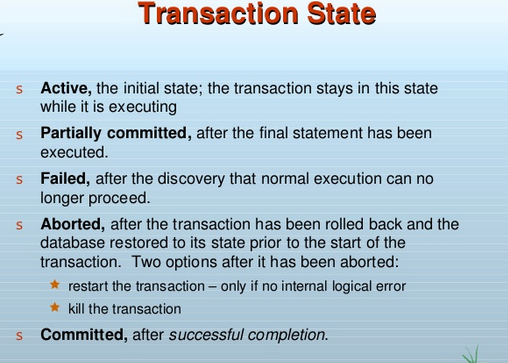 Transaction State
s Active, the initial state; the transaction stays in this state
while it is executing
s Partially committed, after the final statement has been
executed.
s Failed, after the discovery that normal execution can no
longer proceed.
s Aborted, after the transaction has been rolled back and the
database restored to its state prior to the start of the
transaction. Two options after it has been aborted:
★ restart the transaction – only if no internal logical error
★ kill the transaction
s Committed, after successful completion.